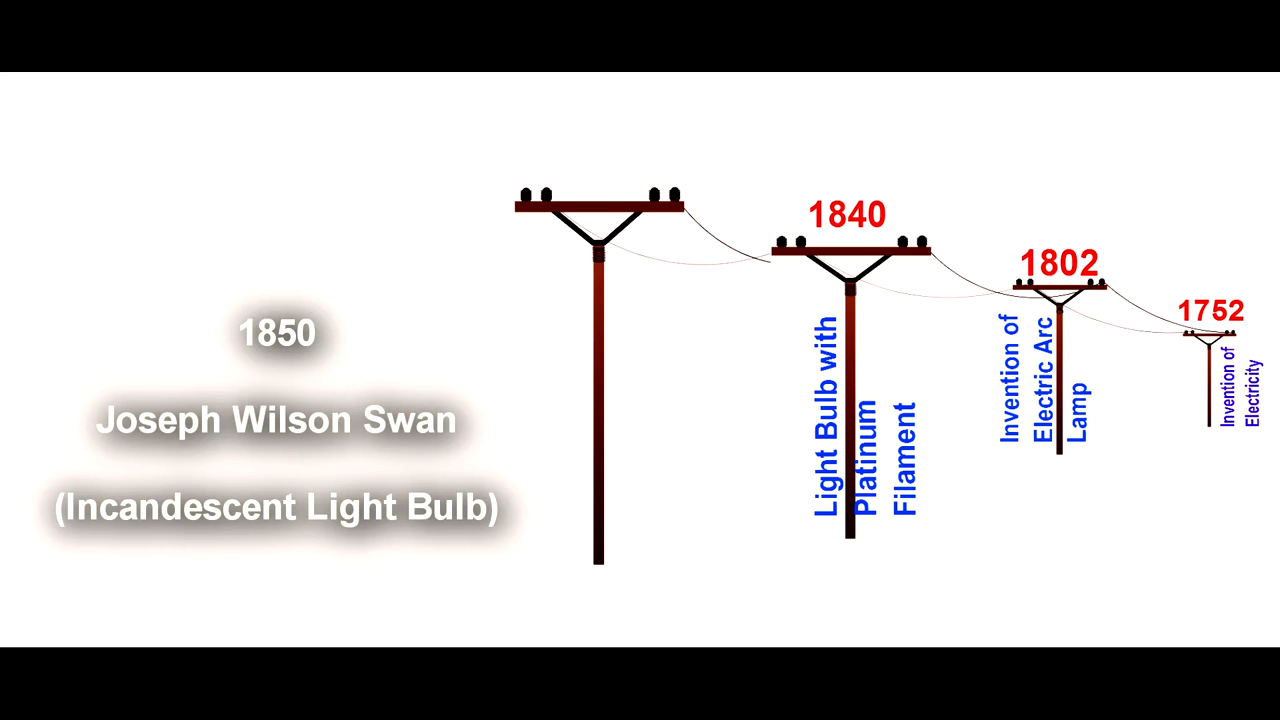 1850
Joseph Wilson Swan
(Incandescent Light Bulb)
1840
Light Bulb with
Platinum
Filament
1802
Invention of
Electric Arc
Lamp
1752
Invention of
Electricity